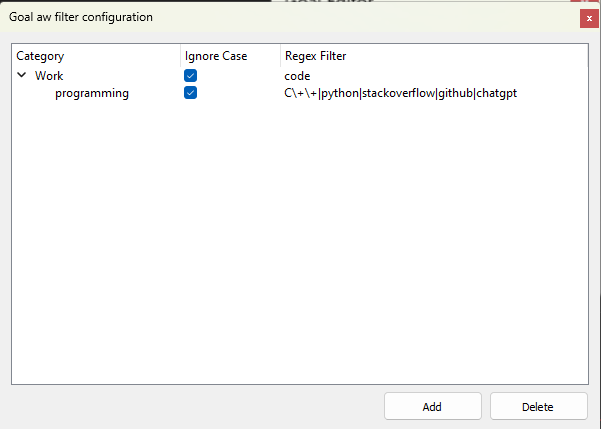 Goal aw filter configuration
x
Category Ignore Case Regex Filter
Work code
programming C\+\+|python|stackoverflow|github|chatgpt
Add Delete